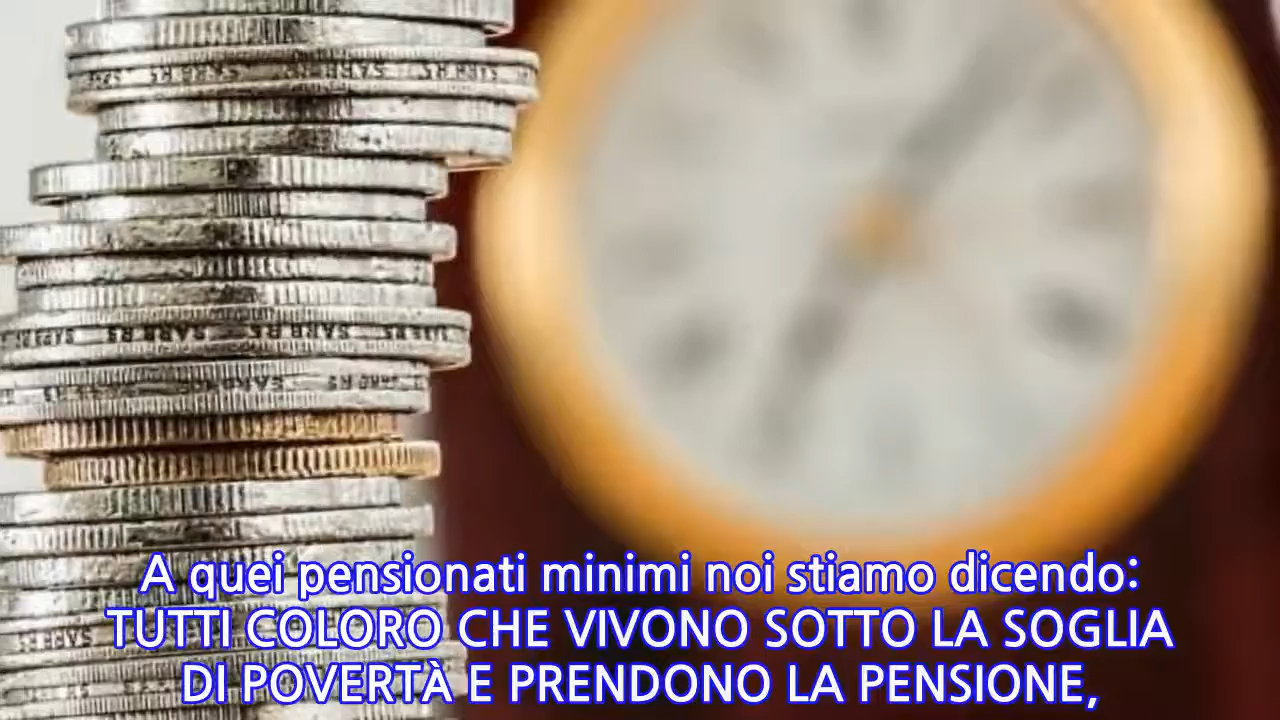 A quei pensionati minimi noi stiamo dicendo:
TUTTI COLORO CHE VIVONO SOTTO LA SOGLIA
DI POVERTÀ E PRENDONO LA PENSIONE,